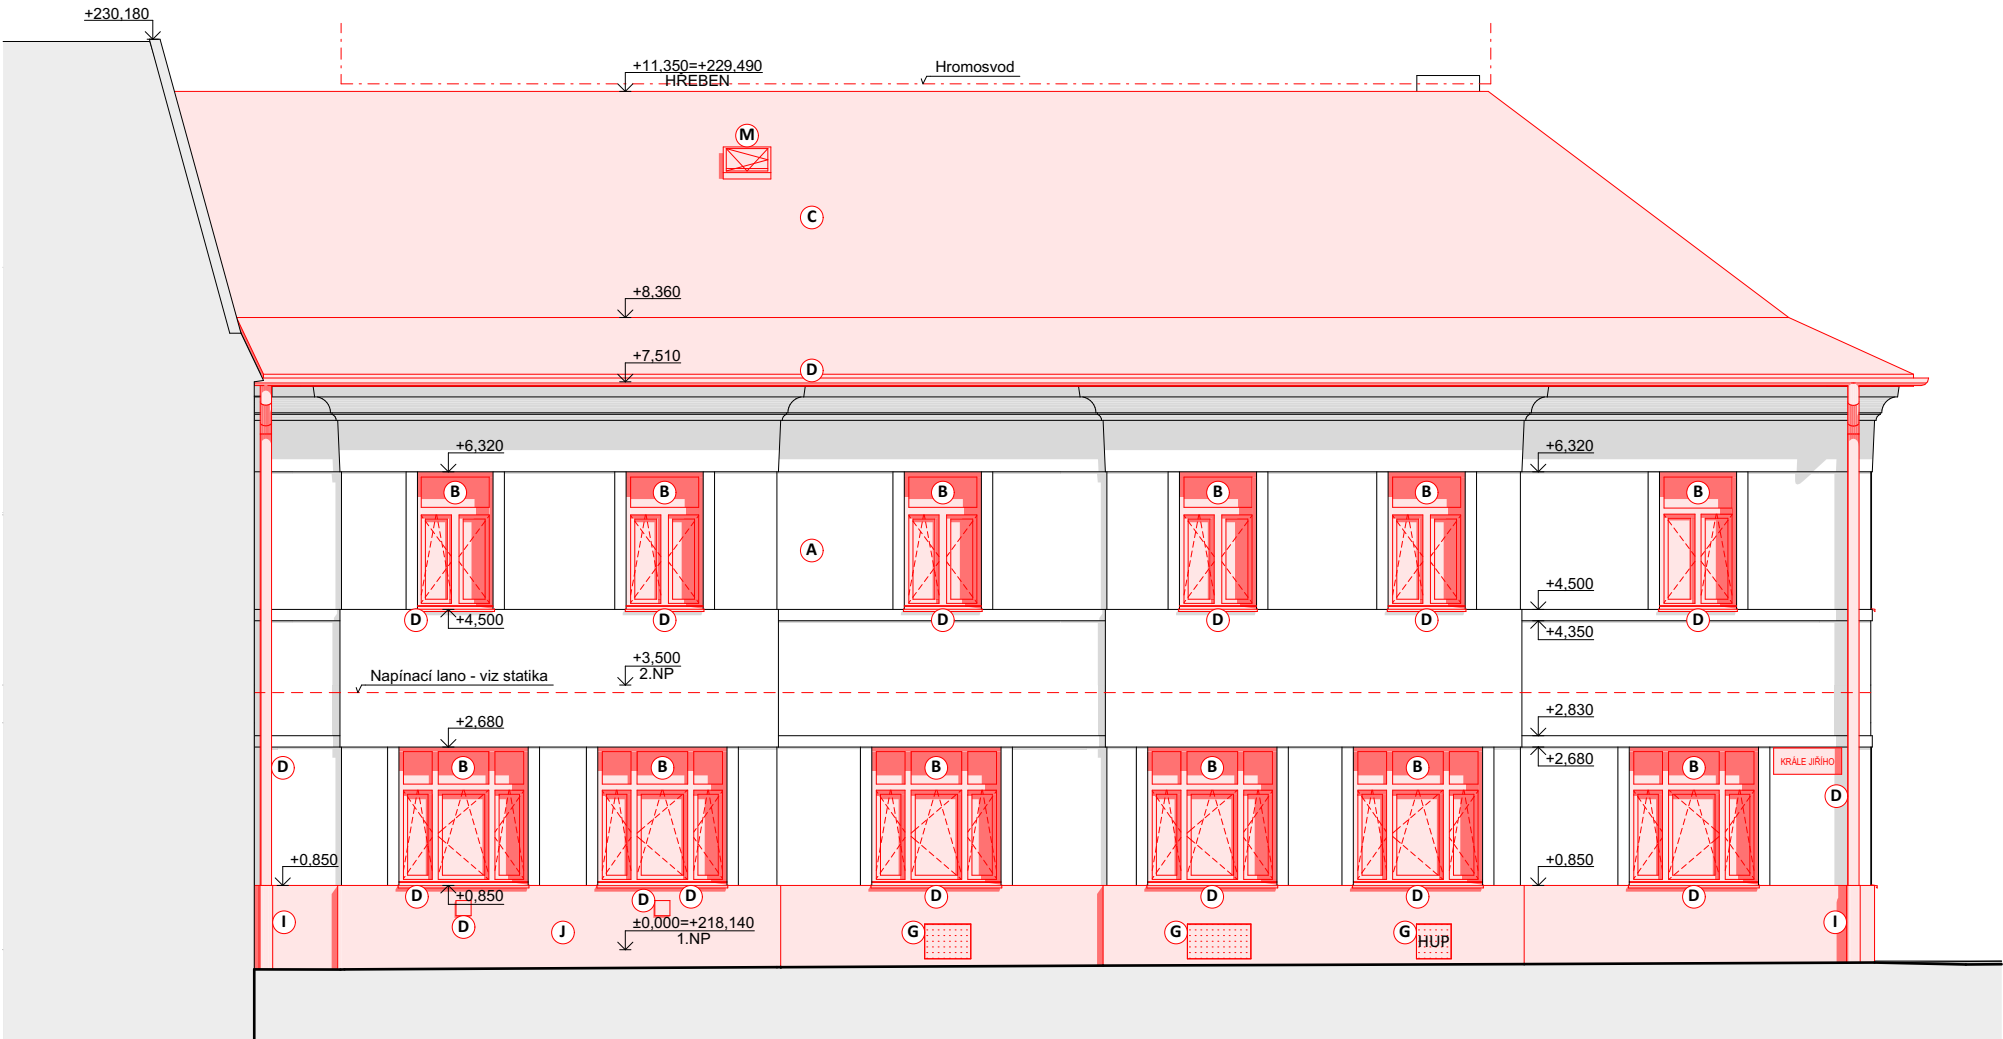 +230,180
+11,350=+229,490
HŘEBEN
Hromosvod
M
C
+8,360
+7,510
D
+6,320
+6,320
B
B
B
B
B
B
A
+4,500
D
+4,500
D
D
D
D
D
+4,350
+3,500
2.NP
Napínací lano - viz statika
+2,680
+2,830
+2,680
KRÁLE JIŘÍHO
D
B
B
B
B
B
B
D
+0,850
+0,850
D
+0,850
D
D
D
D
D
D
D
I
J
±0,000=+218,140
1.NP
G
G
G
HUP
I